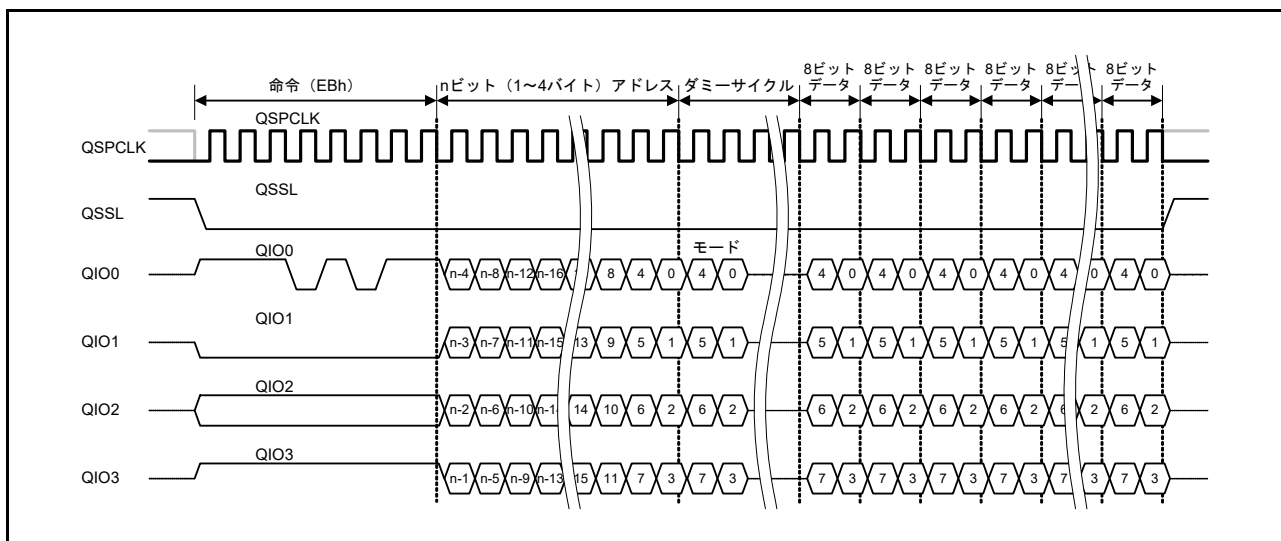 8ビット 8ビット 8ビット 8ビット 8ビット 8ビット
命令（EBh） nビット（1～4バイト）アドレス ダミーサイクル データ データ データ データ データ データ
QSPCLK
QSPCLK
QSSL
QSSL
モード
QIO0
QIO0 n-4 n-8 n-12 n-16 8 4 0 4 0 4 0 4 0 4 0 4 0 4 0 4 0
QIO1
QIO1 n-3 n-7 n-11 n-15 13 9 5 1 5 1 5 1 5 1 5 1 5 1 5 1 5 1
QIO2
QIO2 n-2 n-6 n-10 n-14 14 10 6 2 6 2 6 2 6 2 6 2 6 2 6 2 6 2
QIO3
QIO3 n-1 n-5 n-9 n-13 15 11 7 3 7 3 7 3 7 3 7 3 7 3 7 3 7 3